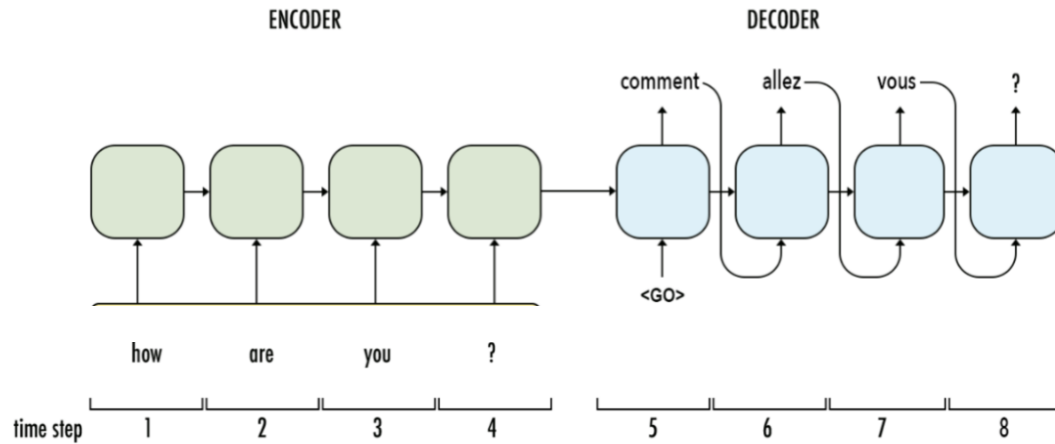 ENCODER DECODER
comment allez vous ?
<GO>
how are you ?
time step 1 2 3 4 5 6 7 8